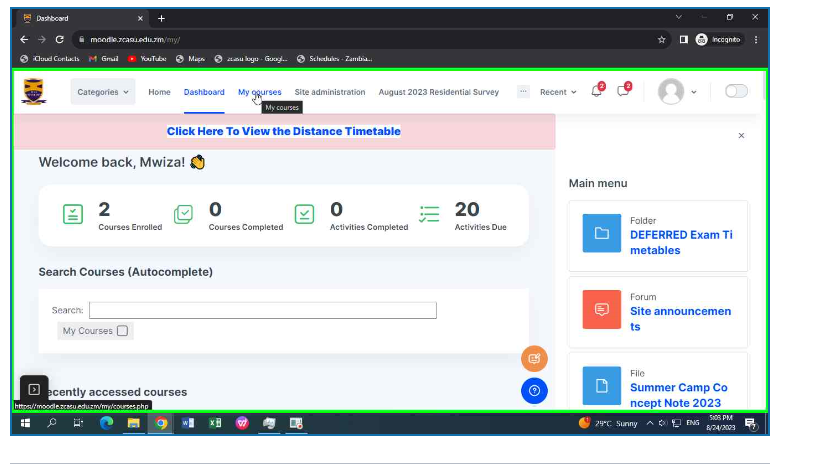 Dashboard
moodle.zcasu.edu.zm/my/
Incognito
iCloud Contacts
Gmail
YouTube
Maps
zcasu logo - Googl...
Schedules - Zambia...
Categories
Home
Dashboard
My courses
Site administration
August 2023 Residential Survey
Recent
2
2
My courses
Click Here To View the Distance Timetable
Welcome back, Mwiza!
2
Courses Enrolled
0
Courses Completed
0
Activities Completed
20
Activities Due
Search Courses (Autocomplete)
Search:
My Courses
ecently accessed courses
https://moodle.zcasu.edu.zm/my/courses.php
Main menu
Folder
DEFERRED Exam Ti
metables
Forum
Site announcemen
ts
File
Summer Camp Co
ncept Note 2023
29°C Sunny
ENG
5:03 PM
8/24/2023